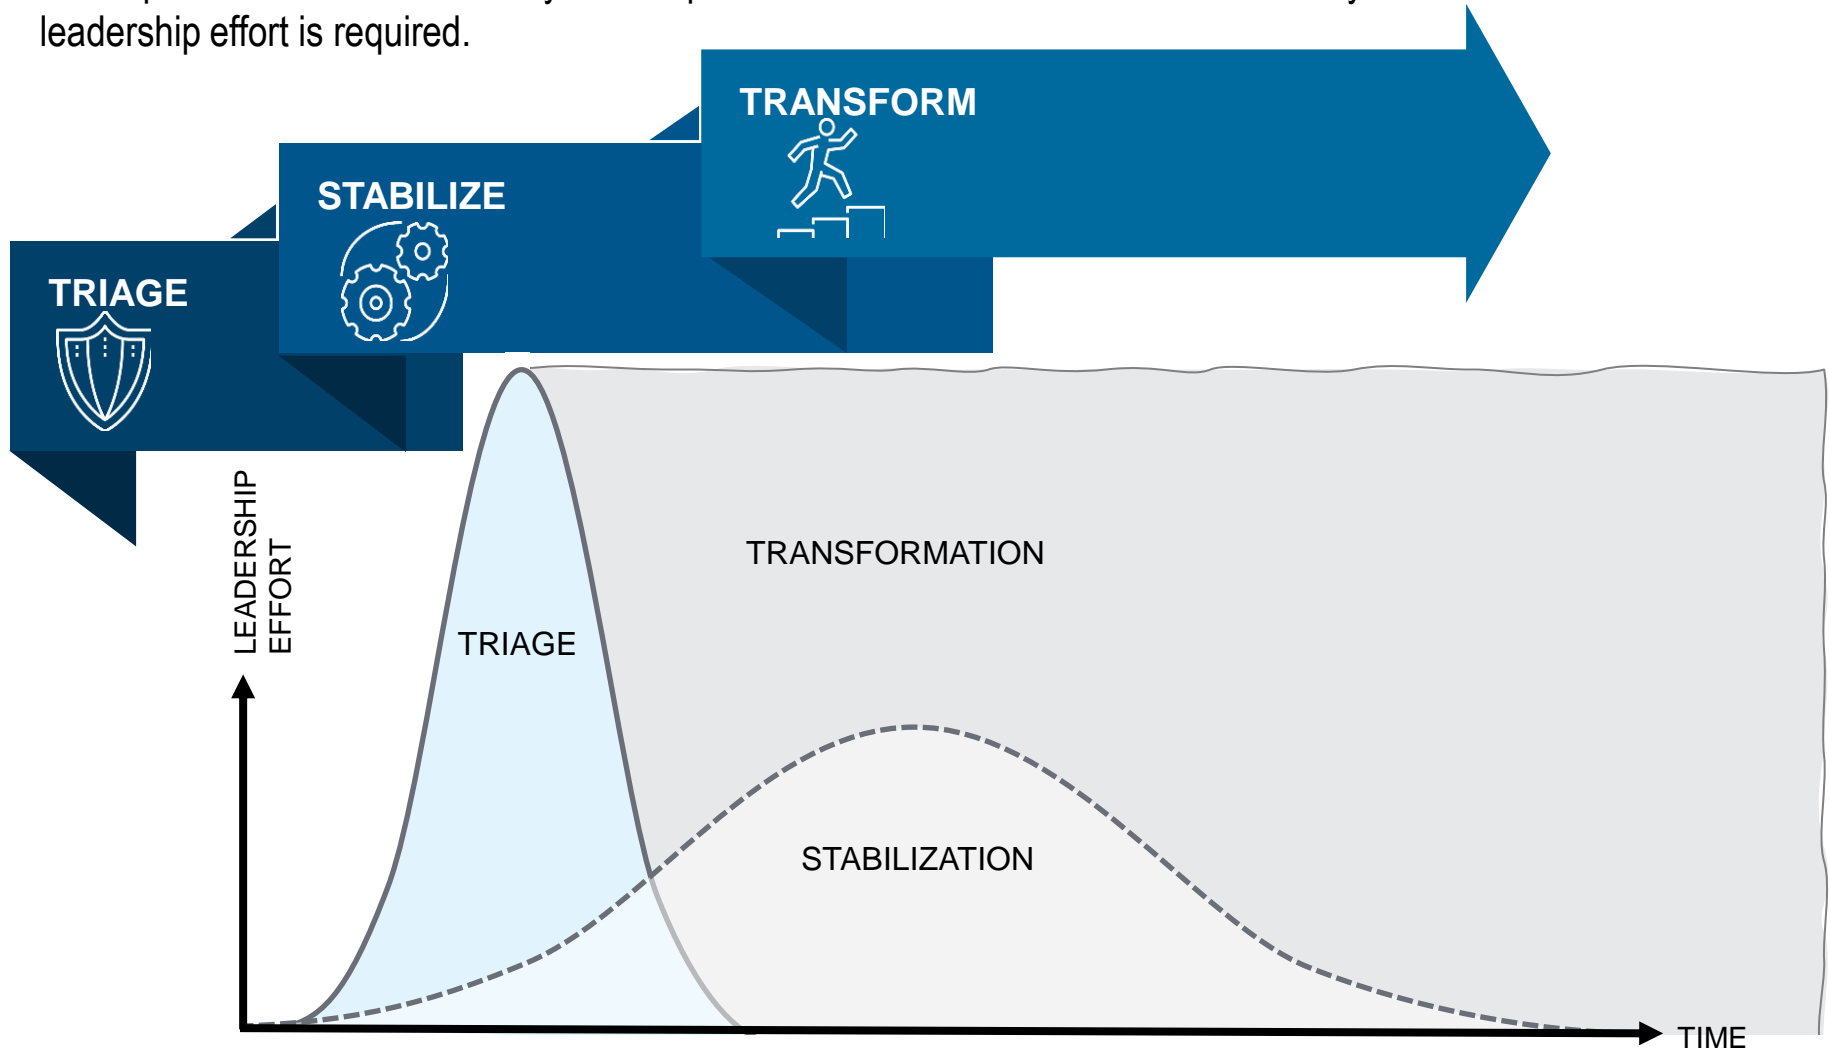 leadership effort is required.
TRANSFORM
STABILIZE
TRIAGE
LEADERSHIP
EFFORT
TRANSFORMATION
TRIAGE
STABILIZATION
TIME